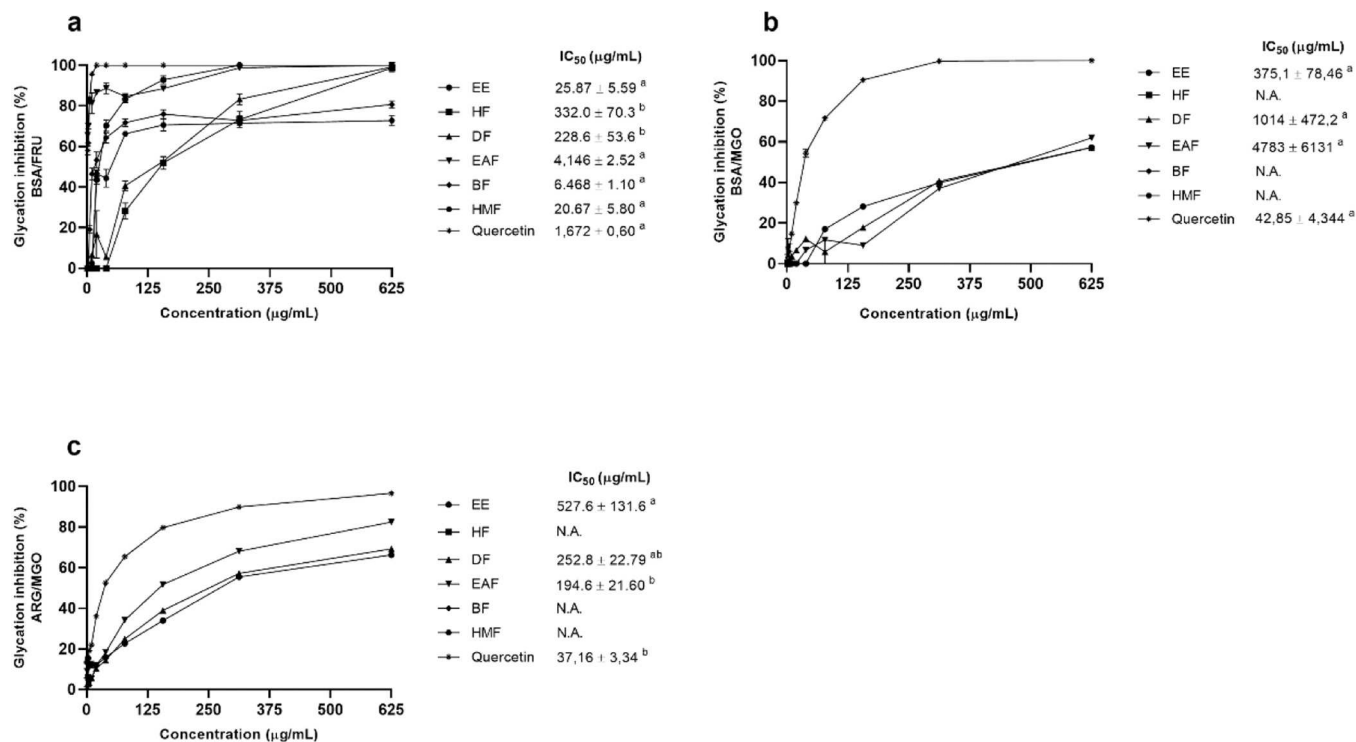 a
Glycation inhibition (%)
BSA/FRU
100
80
60
40
20
0
0 125 250 375 500 625
Concentration (µg/mL)
IC50 (µg/mL)
EE 25.87 ± 5.59 a
HF 332.0 ± 70.3 b
DF 228.6 ± 53.6 b
EAF 4,146 ± 2.52 a
BF 6.468 ± 1.10 a
HMF 20.67 ± 5.80 a
Quercetin 1,672 ± 0,60 a
b
Glycation inhibition (%)
BSA/MGO
100
80
60
40
20
0
0 125 250 375 500 625
Concentration (µg/mL)
IC50 (µg/mL)
EE 375,1 ± 78,46 a
HF N.A.
DF 1014 ± 472,2 a
EAF 4783 ± 6131 a
BF N.A.
HMF N.A.
Quercetin 42,85 ± 4,344 a
c
Glycation inhibition (%)
ARG/MGO
100
80
60
40
20
0
0 125 250 375 500 625
Concentration (µg/mL)
IC50 (µg/mL)
EE 527.6 ± 131.6 a
HF N.A.
DF 252.8 ± 22.79 ab
EAF 194.6 ± 21.60 b
BF N.A.
HMF N.A.
Quercetin 37,16 ± 3,34 b